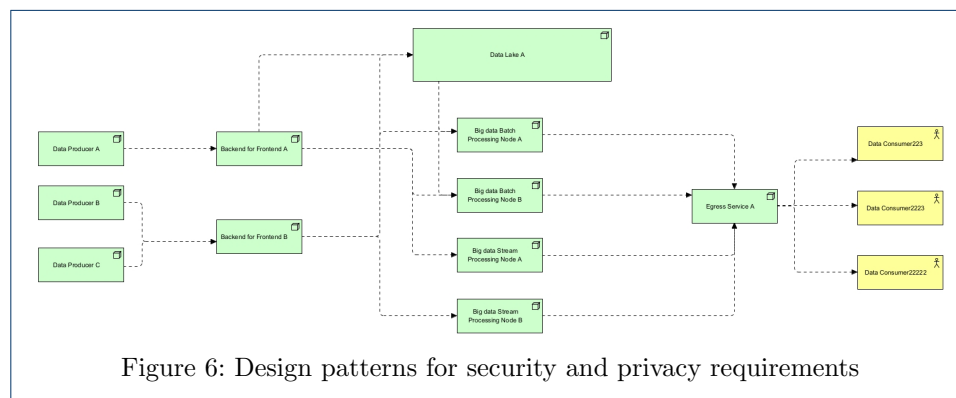 Data Lake A
Big data Batch
Processing Node A
Data Producer A
Backend for Frontend A
Data Consumer223
Data Producer B
Big data Batch
Processing Node B
Egress Service A
Data Consumer2223
Backend for Frontend B
Data Producer C
Big data Stream
Processing Node A
Data Consumer22222
Big data Stream
Processing Node B
Figure 6: Design patterns for security and privacy requirements